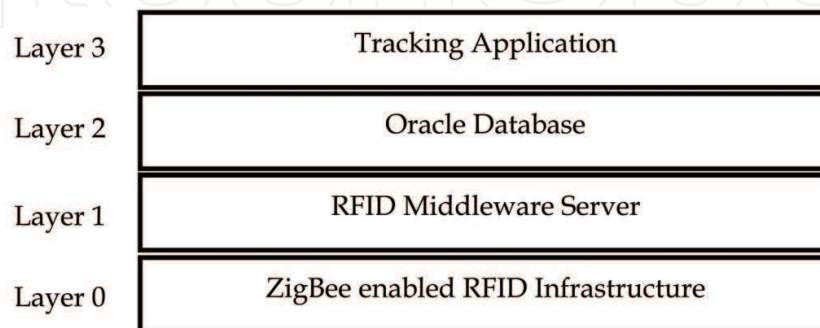 Layer 3 Tracking Application
Layer 2 Oracle Database
Layer 1 RFID Middleware Server
Layer 0 ZigBee enabled RFID Infrastructure